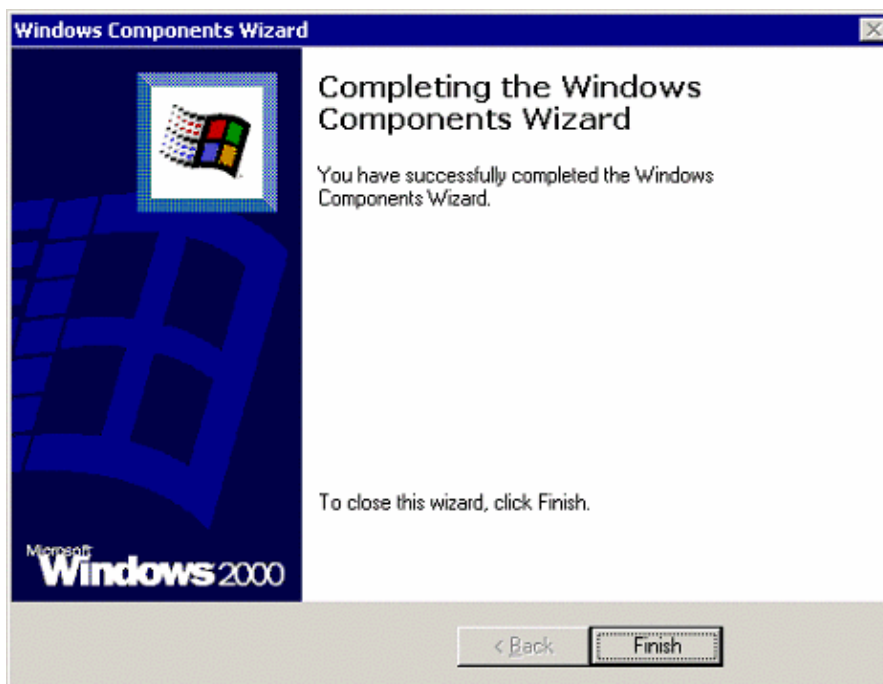 Windows Components Wizard
Completing the Windows
Components Wizard
You have successfully completed the Windows
Components Wizard.
To close this wizard, click Finish.
Microsoft
Windows 2000
< Back
Finish